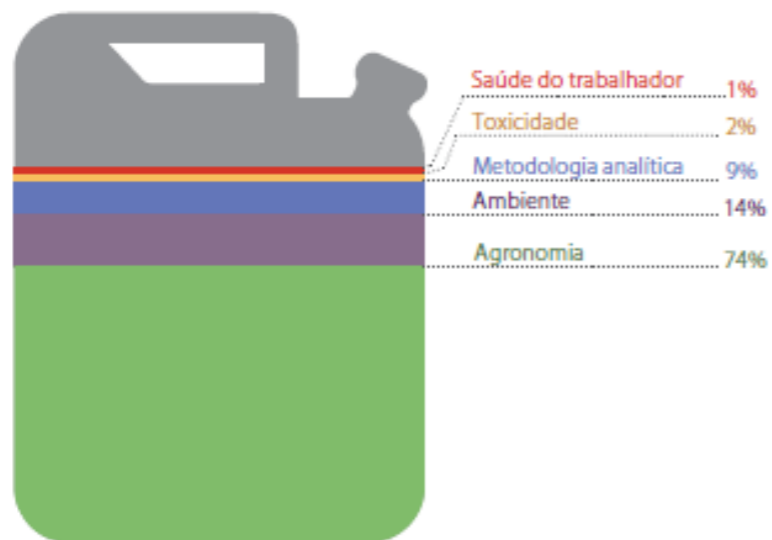 Saúde do trabalhador 1%
Toxicidade 2%
Metodologia analítica 9%
Ambiente 14%
Agronomia 74%